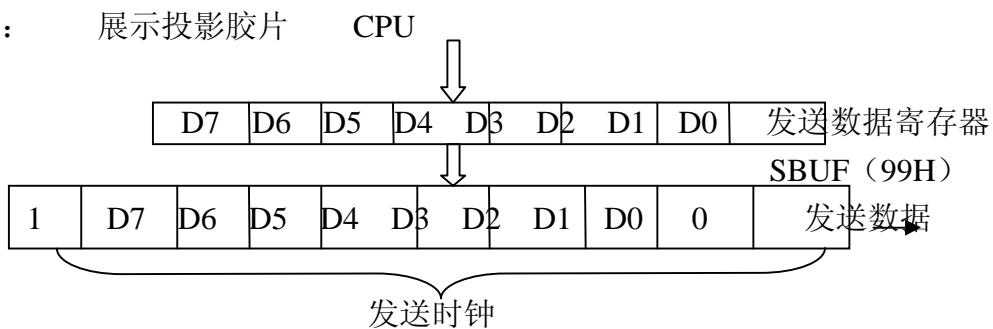 ： 展示投影胶片 CPU
D7 D6 D5 D4 D3 D2 D1 D0 发送数据寄存器
SBUF（99H）
1 D7 D6 D5 D4 D3 D2 D1 D0 0 发送数据
发送时钟